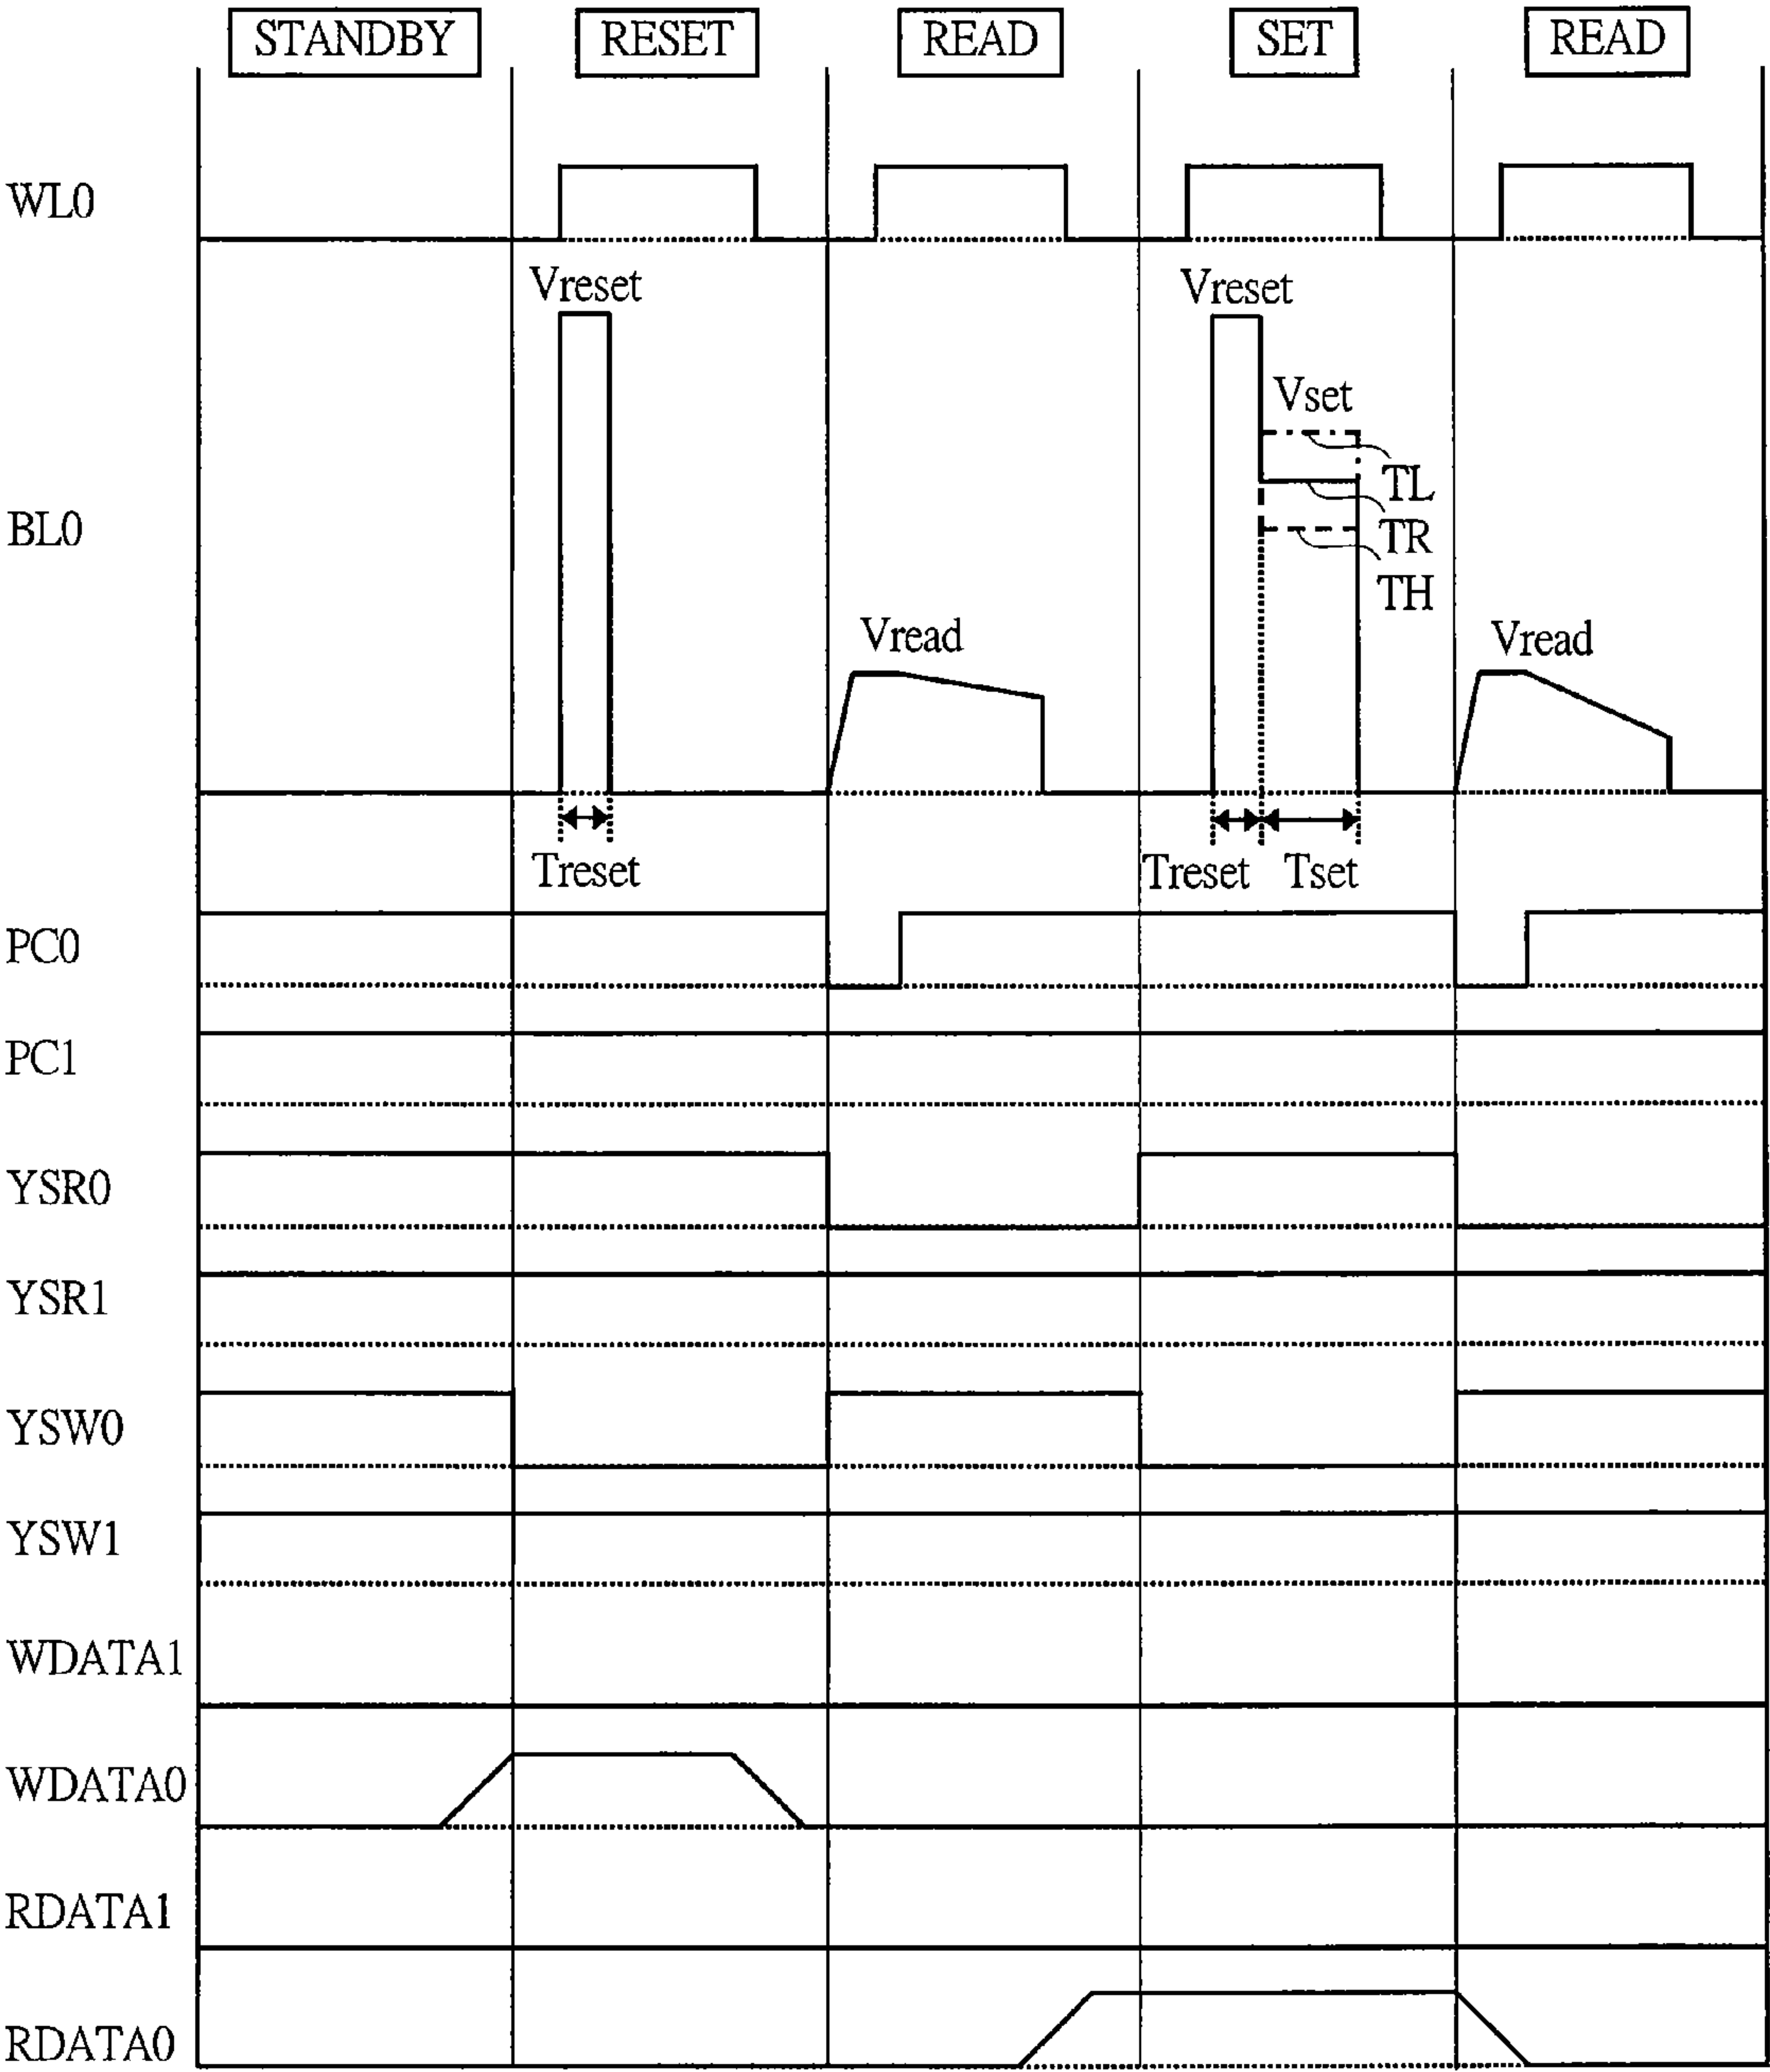 STANDBY RESET READ SET READ
WL0
Vreset Vreset
Vset
TL
BL0 TR
TH
Vread Vread
Treset Treset Tset
PC0
PC1
YSR0
YSR1
YSW0
YSW1
WDATA1
WDATA0
RDATA1
RDATA0